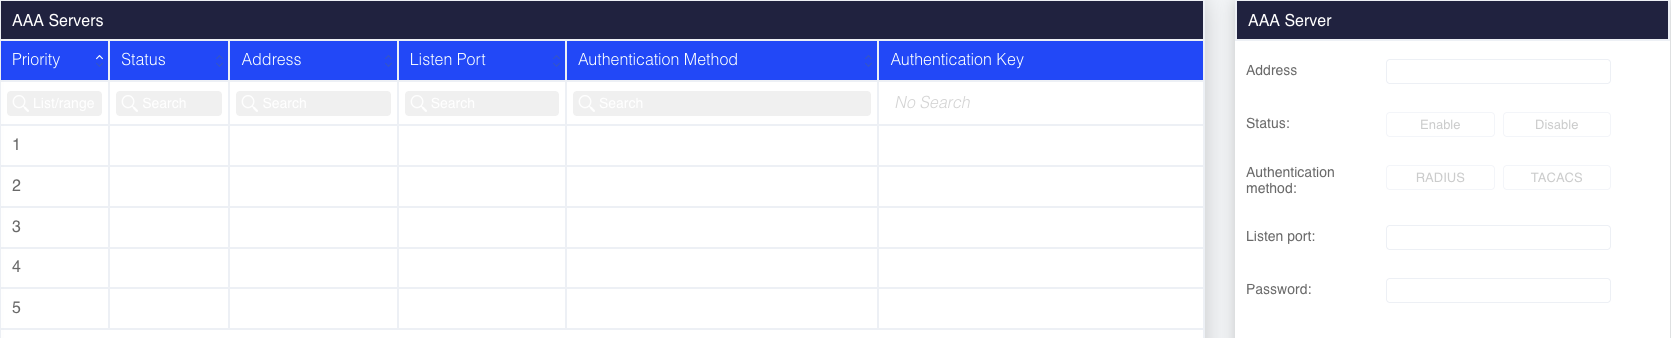 AAA Servers
Priority Status Address Listen Port Authentication Method Authentication Key
List/range Search Search Search Search No Search
1
2
3
4
5
AAA Server
Address
Status: Enable Disable
Authentication
method: RADIUS TACACS
Listen port:
Password: